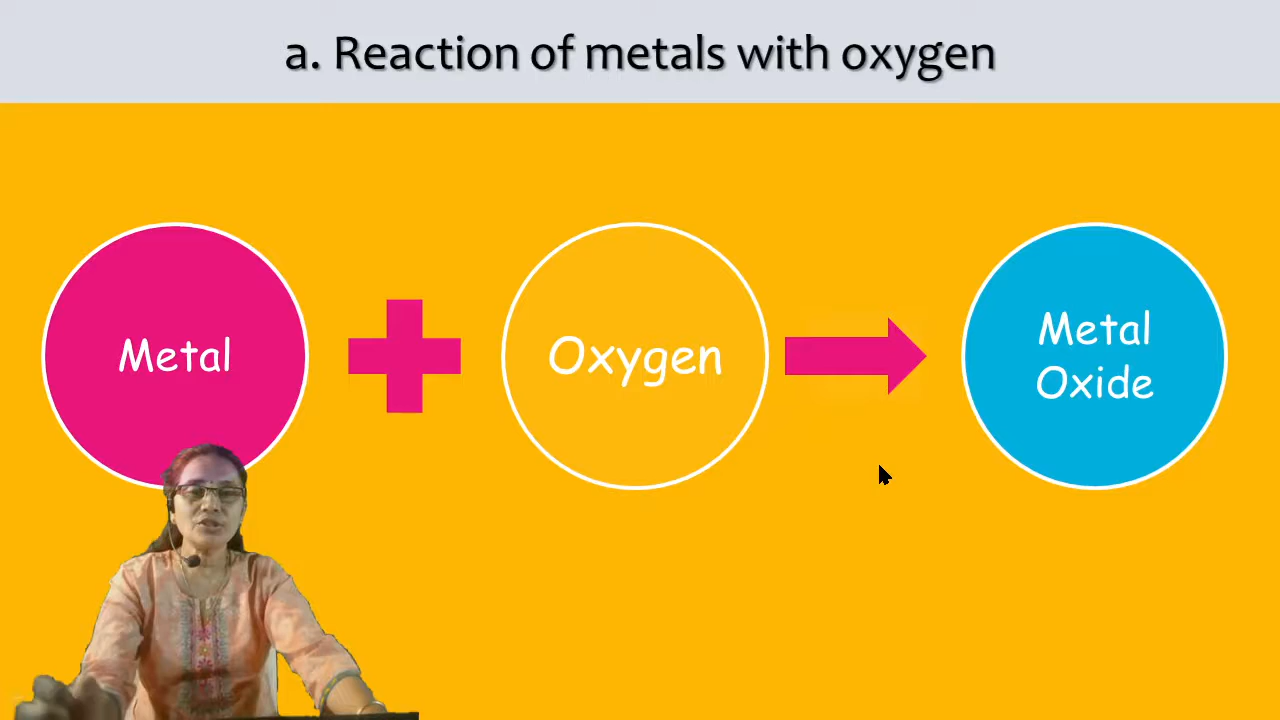 a. Reaction of metals with oxygen
Metal
Oxygen
Metal
Oxide